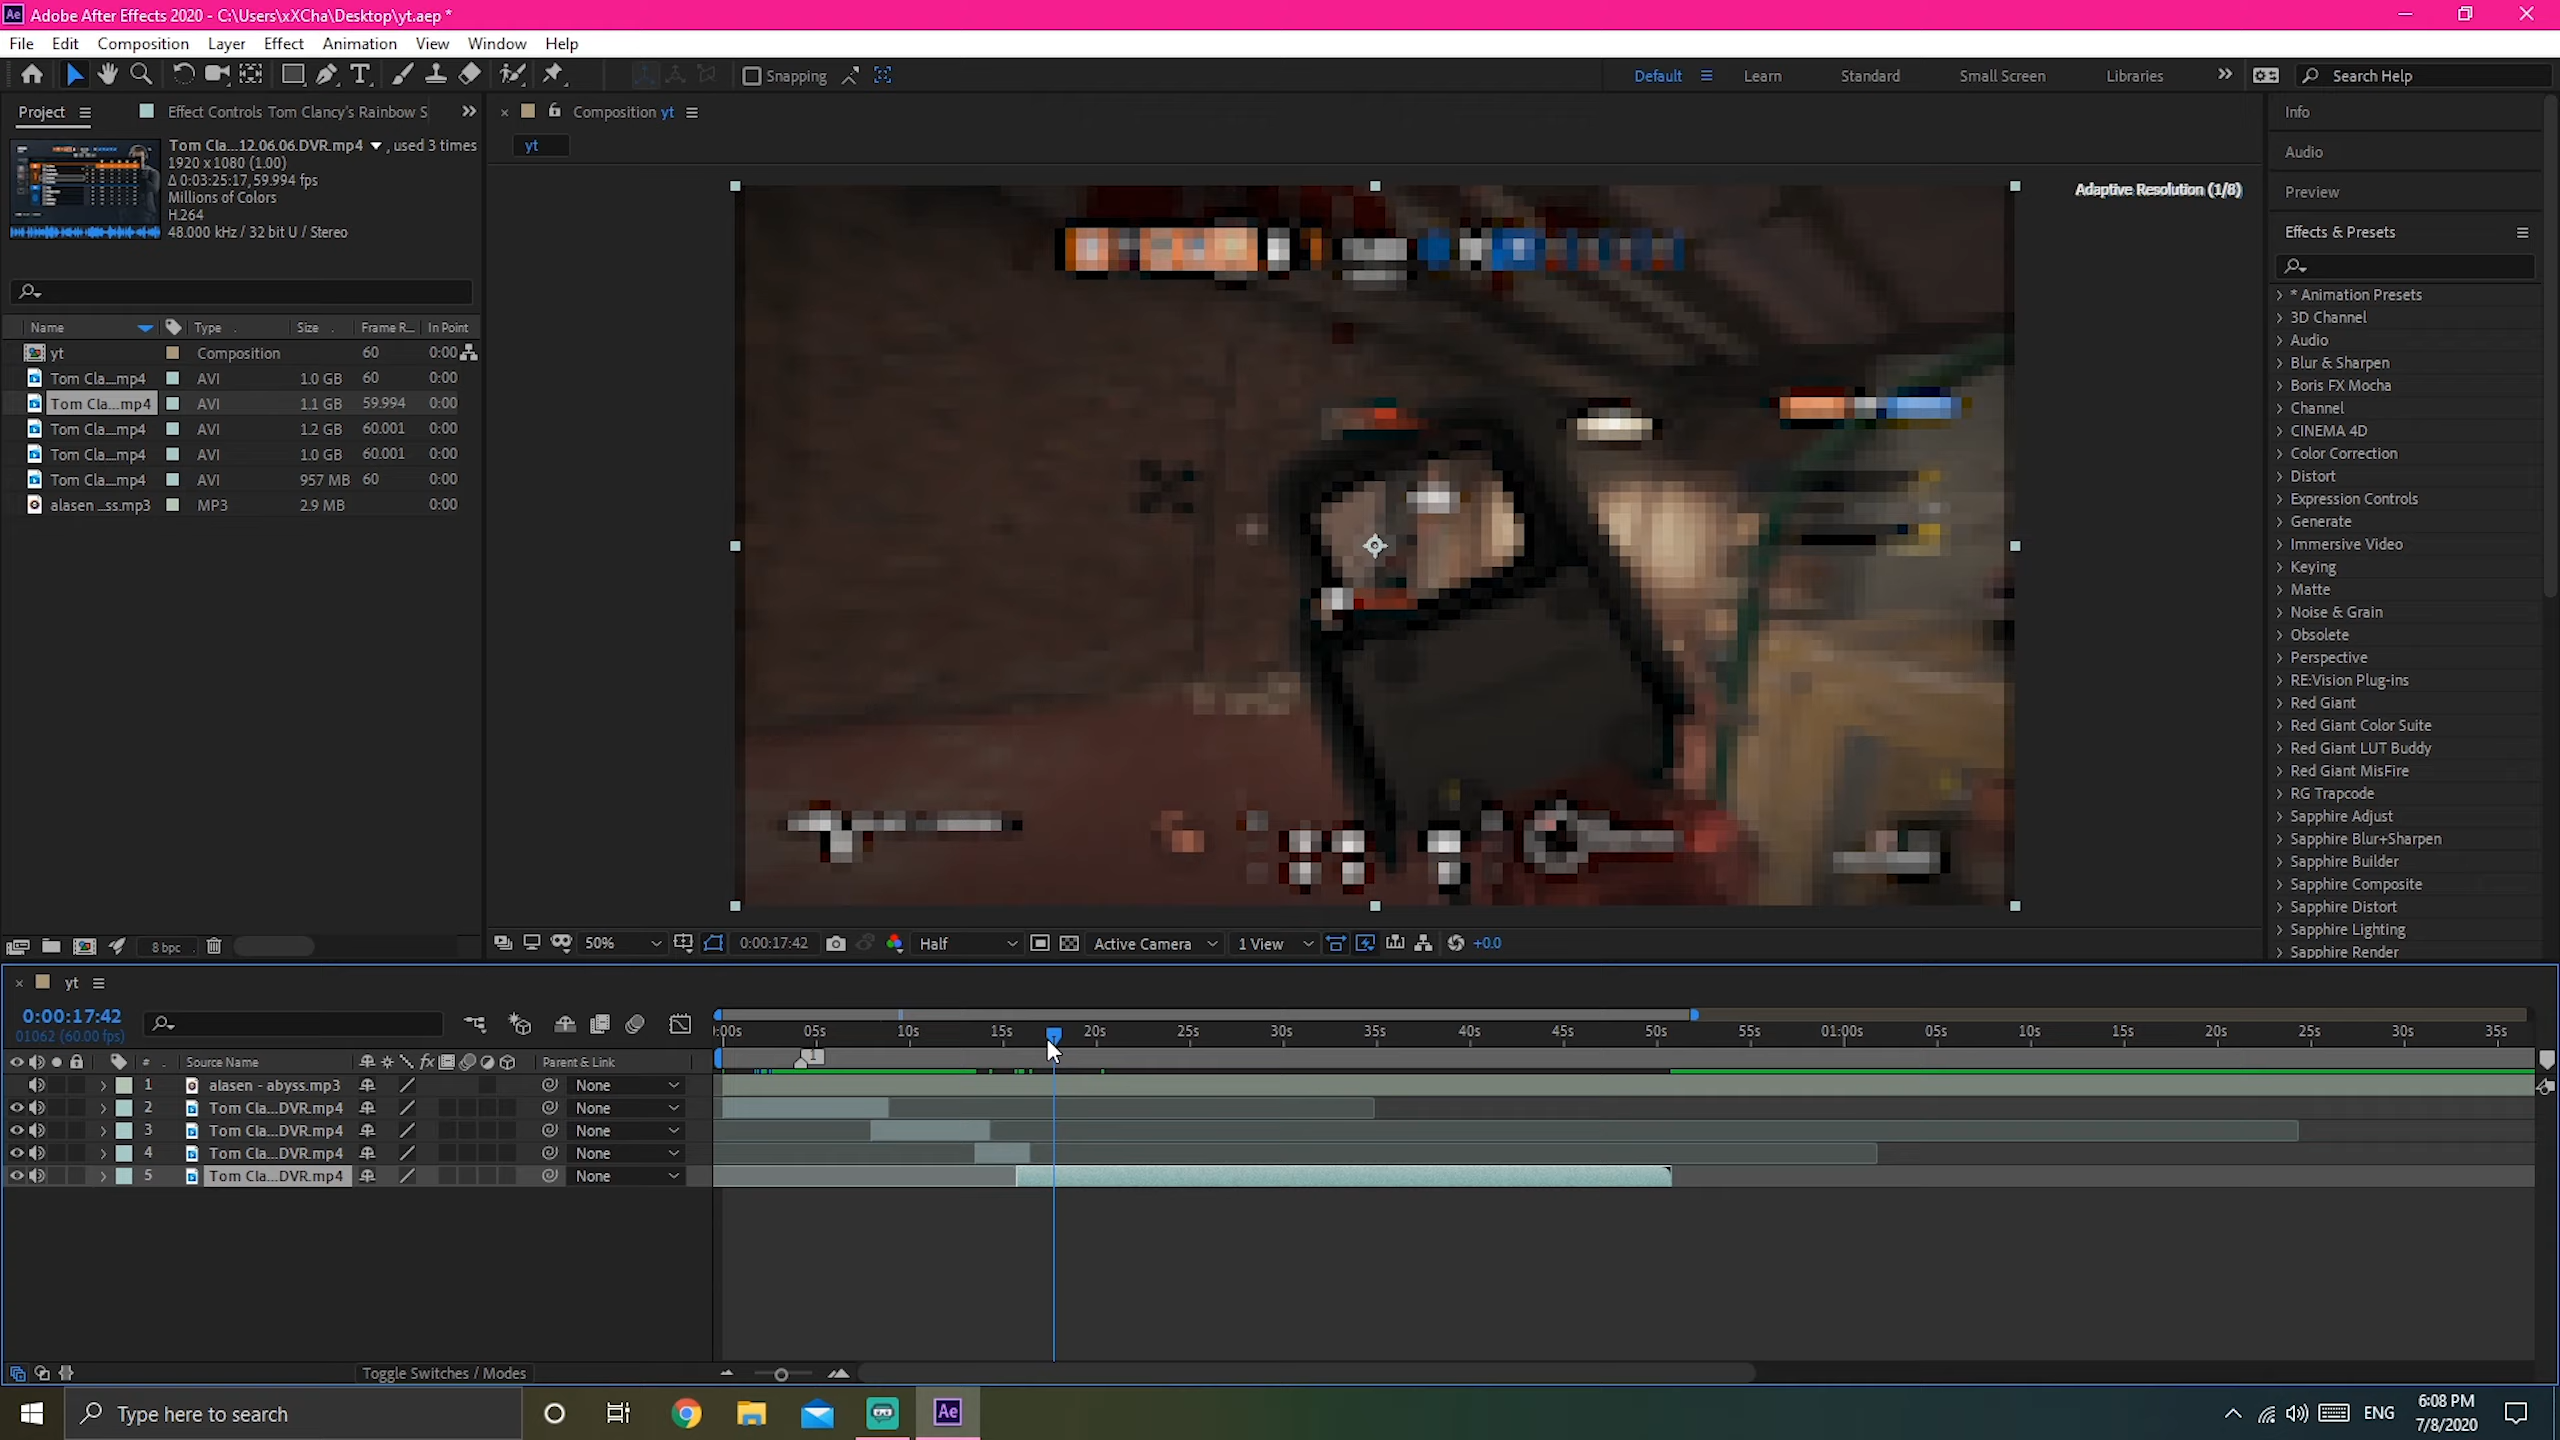 Adobe After Effects 2020 - C:\Users\xXCha\Desktop\yt.aep *
File Edit Composition Layer Effect Animation View Window Help
Snapping
Default Learn Standard Small Screen Libraries Search Help
Project Effect Controls Tom Clancy's Rainbow S
Tom Cla...12.06.06.DVR.mp4 , used 3 times
1920 x 1080 (1.00)
Δ 0:03:25:17, 59.994 fps
Millions of Colors
H.264
48.000 kHz / 32 bit U / Stereo
Name Type Size Frame R... In Point
yt Composition 60 0:00
Tom Cla...mp4 AVI 1.0 GB 60 0:00
Tom Cla...mp4 AVI 1.1 GB 59.994 0:00
Tom Cla...mp4 AVI 1.2 GB 60.001 0:00
Tom Cla...mp4 AVI 1.0 GB 60.001 0:00
Tom Cla...mp4 AVI 957 MB 60 0:00
alasen ...ss.mp3 MP3 2.9 MB 0:00
8 bpc
Composition yt
yt
Adaptive Resolution (1/8)
50% 0:00:17:42 Half Active Camera 1 View +0.0
Info
Audio
Preview
Effects & Presets
* Animation Presets
3D Channel
Audio
Blur & Sharpen
Boris FX Mocha
Channel
CINEMA 4D
Color Correction
Distort
Expression Controls
Generate
Immersive Video
Keying
Matte
Noise & Grain
Obsolete
Perspective
RE:Vision Plug-ins
Red Giant
Red Giant Color Suite
Red Giant LUT Buddy
Red Giant MisFire
RG Trapcode
Sapphire Adjust
Sapphire Blur+Sharpen
Sapphire Builder
Sapphire Composite
Sapphire Distort
Sapphire Lighting
Sapphire Render
yt
0:00:17:42
01062 (60.00 fps)
:00s 05s 10s 15s 20s 25s 30s 35s 40s 45s 50s 55s 01:00s 05s 10s 15s 20s 25s 30s 35s
# Source Name fx Parent & Link
1
1 alasen - abyss.mp3 None
2 Tom Cla...DVR.mp4 None
3 Tom Cla...DVR.mp4 None
4 Tom Cla...DVR.mp4 None
5 Tom Cla...DVR.mp4 None
Toggle Switches / Modes
Type here to search
Ae
ENG
6:08 PM
7/8/2020